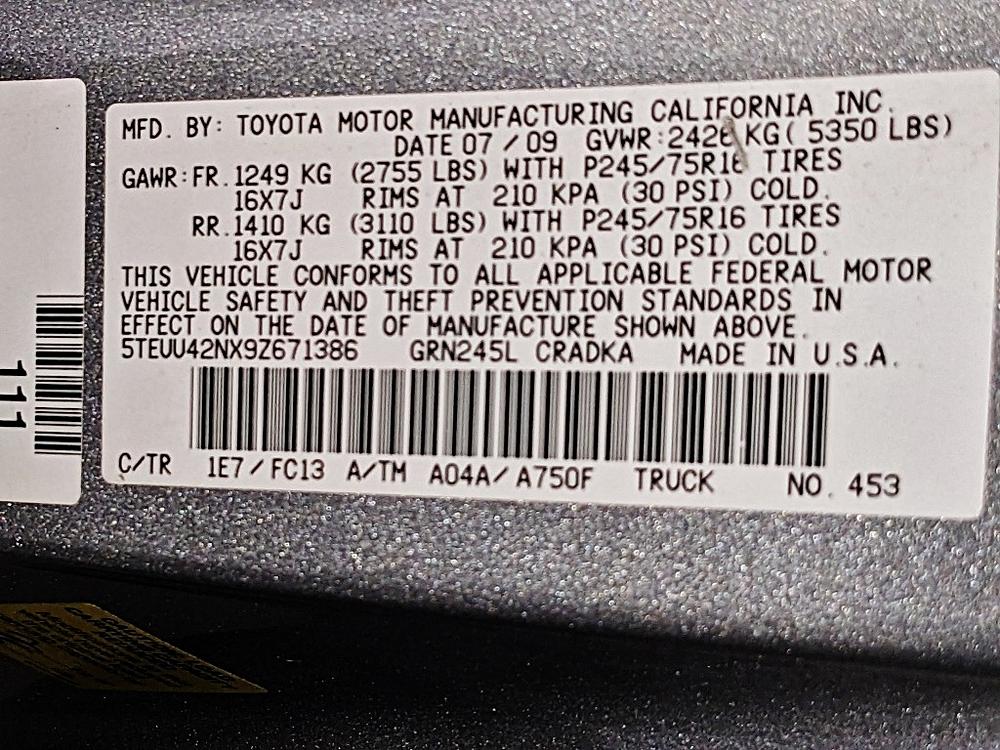 MFD. BY: TOYOTA MOTOR MANUFACTURING CALIFORNIA INC.
DATE 07/09 GVWR:2426 KG( 5350 LBS)
GAWR:FR.1249 KG (2755 LBS) WITH P245/75R16 TIRES
16X7J RIMS AT 210 KPA (30 PSI) COLD.
RR.1410 KG (3110 LBS) WITH P245/75R16 TIRES
16X7J RIMS AT 210 KPA (30 PSI) COLD.
THIS VEHICLE CONFORMS TO ALL APPLICABLE FEDERAL MOTOR
VEHICLE SAFETY AND THEFT PREVENTION STANDARDS IN
EFFECT ON THE DATE OF MANUFACTURE SHOWN ABOVE.
5TEUU42NX9Z671386 GRN245L CRADKA MADE IN U.S.A.
C/TR 1E7/FC13 A/TM A04A/A750F TRUCK NO. 453
111